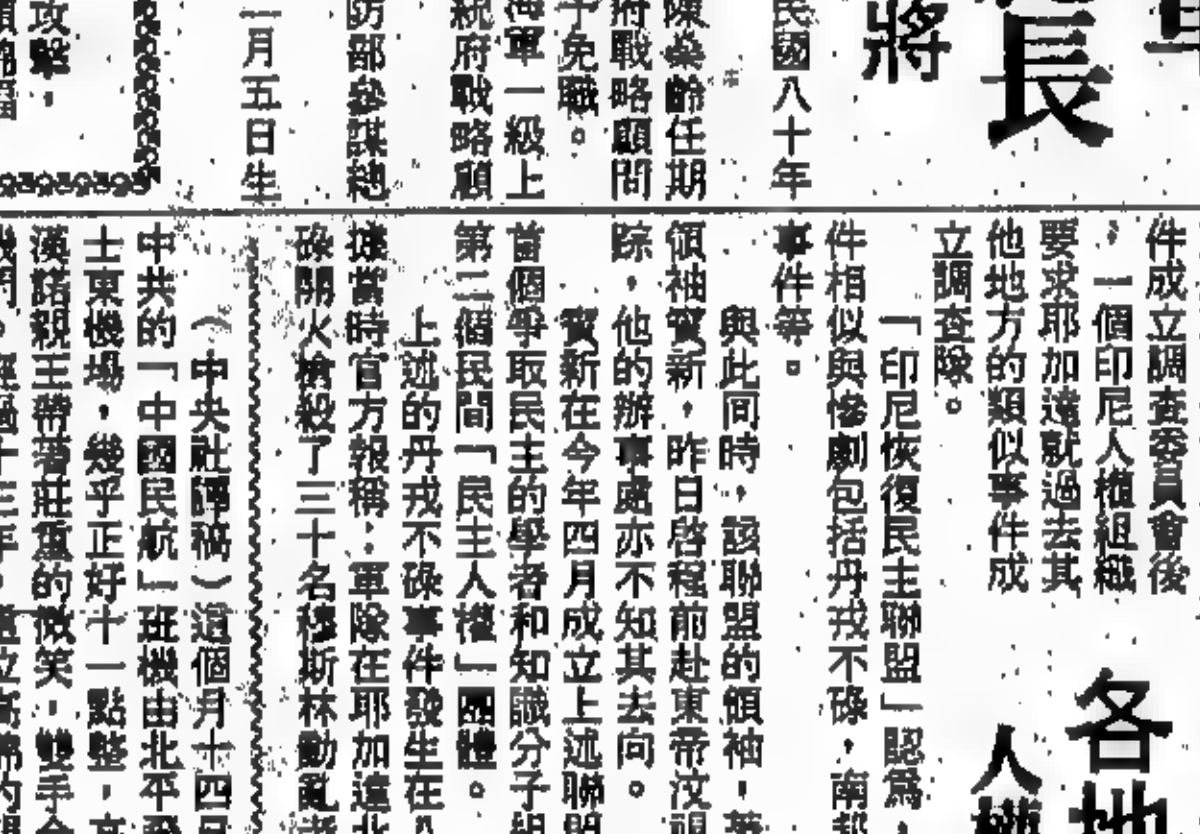 長
將
民國八十年
陳燊齡任期
府戰略顧問
予免職。
海軍一級上
統府戰略顧
防部參謀總
一月五日生
攻擊，
件成立調查委員會後
，一個印尼人權組織
要求耶加達就過去其
他地方的類似事件成
立調查隊。
「印尼恢復民主聯盟」認為，
件相似與慘劇包括丹戎不碌，南
事件等。
與此同時，該聯盟的領袖，
領袖實新，昨日啓程前赴東帝汶視
踪，他的辦事處亦不知其去向。
實新在今年四月成立上述聯
首個爭取民主的學者和知識分子組
第二個民間「民主人權」團體。
上述的丹戎不碌事件發生在
據當時官方報稱：軍隊在耶加達北
碌開火槍殺了三十名穆斯林動亂者
各地
人
（中央社譯稿）這個月十四日
中共的「中國民航」班機由北平飛
士東機場，幾乎正好十一點整，
漢諾親王帶着莊重的微笑，雙手合